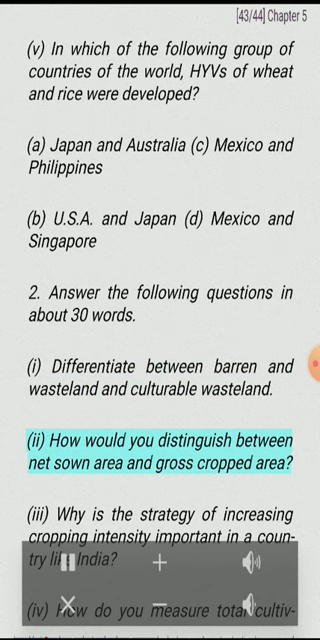 [43/44] Chapter 5
(v) In which of the following group of
countries of the world, HYVs of wheat
and rice were developed?
(a) Japan and Australia (c) Mexico and
Philippines
(b) U.S.A. and Japan (d) Mexico and
Singapore
2. Answer the following questions in
about 30 words.
(i) Differentiate between barren and
wasteland and culturable wasteland.
(ii) How would you distinguish between
net sown area and gross cropped area?
(iii) Why is the strategy of increasing
cropping intensity important in a coun-
try like India?
(iv) How do you measure total cultiv-